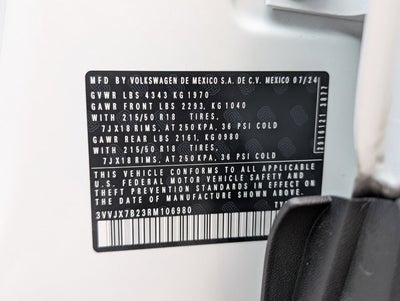 MFD BY VOLKSWAGEN DE MEXICO S.A. DE C.V. MEXICO 07/24
GVWR LBS 4343 KG1970
GAWR FRONT LBS 2293, KG1040
WITH 215/50 R18 TIRES,
7JX18 RIMS, AT 250KPA, 36 PSI COLD
GAWR REAR LBS 2161, KG0980
WITH 215/50 R18 TIRES,
7JX18 RIMS, AT 250KPA, 36 PSI COLD
THIS VEHICLE CONFORMS TO ALL APPLICABLE
U.S. FEDERAL MOTOR VEHICLE SAFETY AND
THEFT PREVENTION STANDARDS IN EFFECT ON
THE DATE OF MANUFACTURE SHOWN ABOVE.
3VVJX7B23RM106980